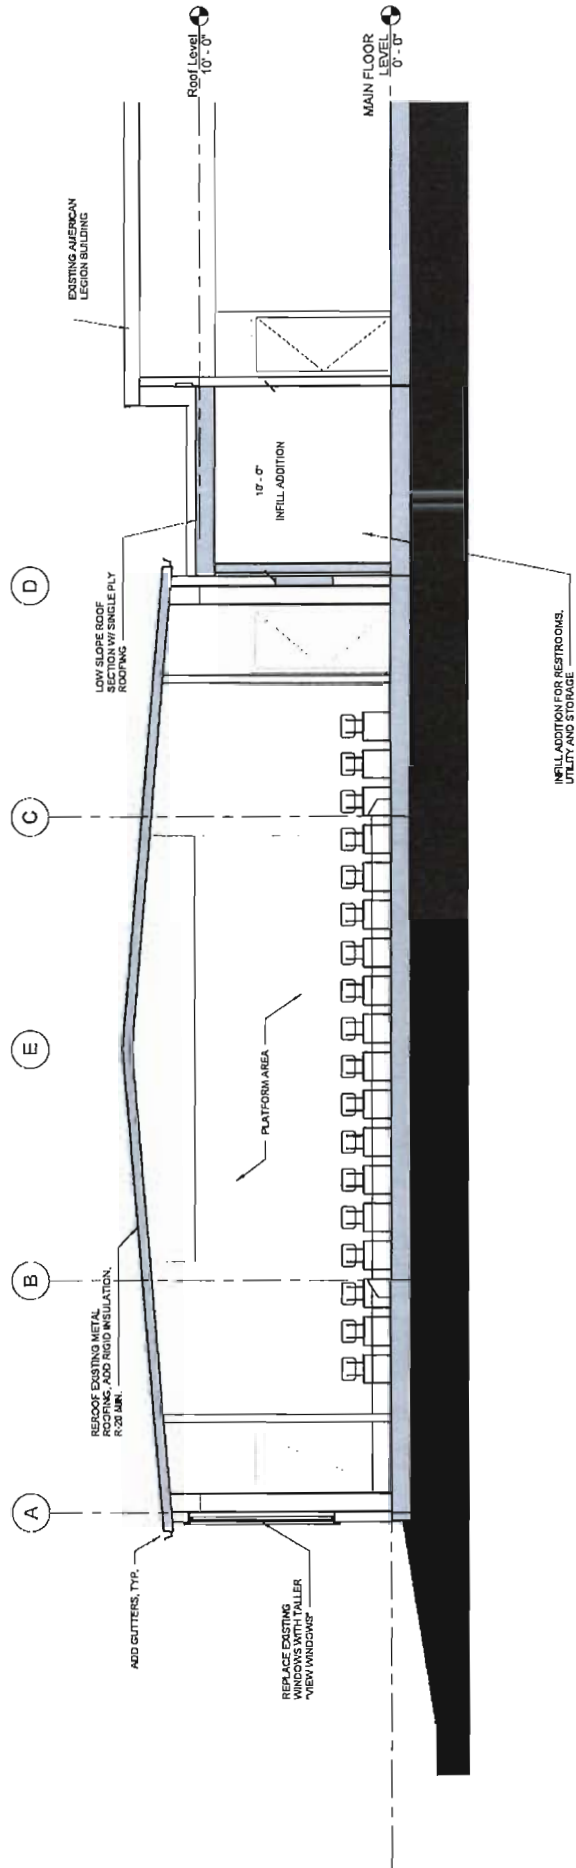 A
B
E
C
D
ADD GUTTERS, TYP.
REROOF EXISTING METAL
ROOFING, ADD RIGID INSULATION,
R-20 MIN.
LOW SLOPE ROOF
SECTION W/ SINGLE PLY
ROOFING
EXISTING AMERICAN
LEGION BUILDING
Roof Level
10' - 0"
REPLACE EXISTING
WINDOWS WITH TALLER
"VIEW WINDOWS"
PLATFORM AREA
10' - 0"
INFILL ADDITION
MAIN FLOOR
LEVEL
0' - 0"
INFILL ADDITION FOR RESTROOMS,
UTILITY AND STORAGE